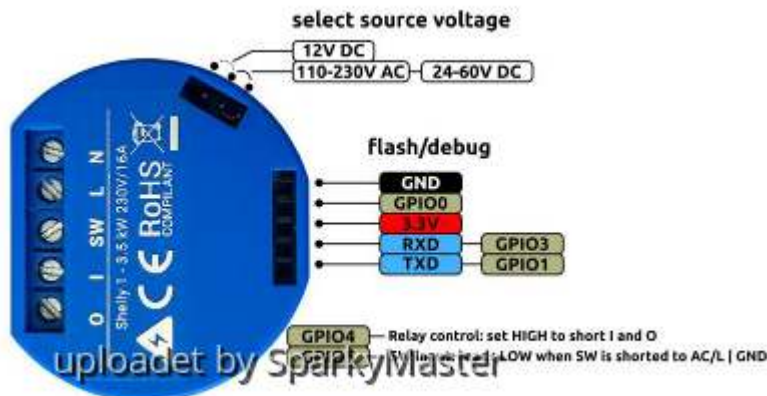 select source voltage
12V DC
110-230V AC 24-60V DC
flash/debug
GND
GPIO0
3.3V
RXD GPIO3
TXD GPIO1
N
L
SW
I
O
Shelly 1 - 3.5 kW 230V/16A
CE RoHS
COMPILANT
GPIO4 Relay control: set HIGH to short I and O
LOW when SW is shorted to AC/L | GND
uploadet by SparkyMaster